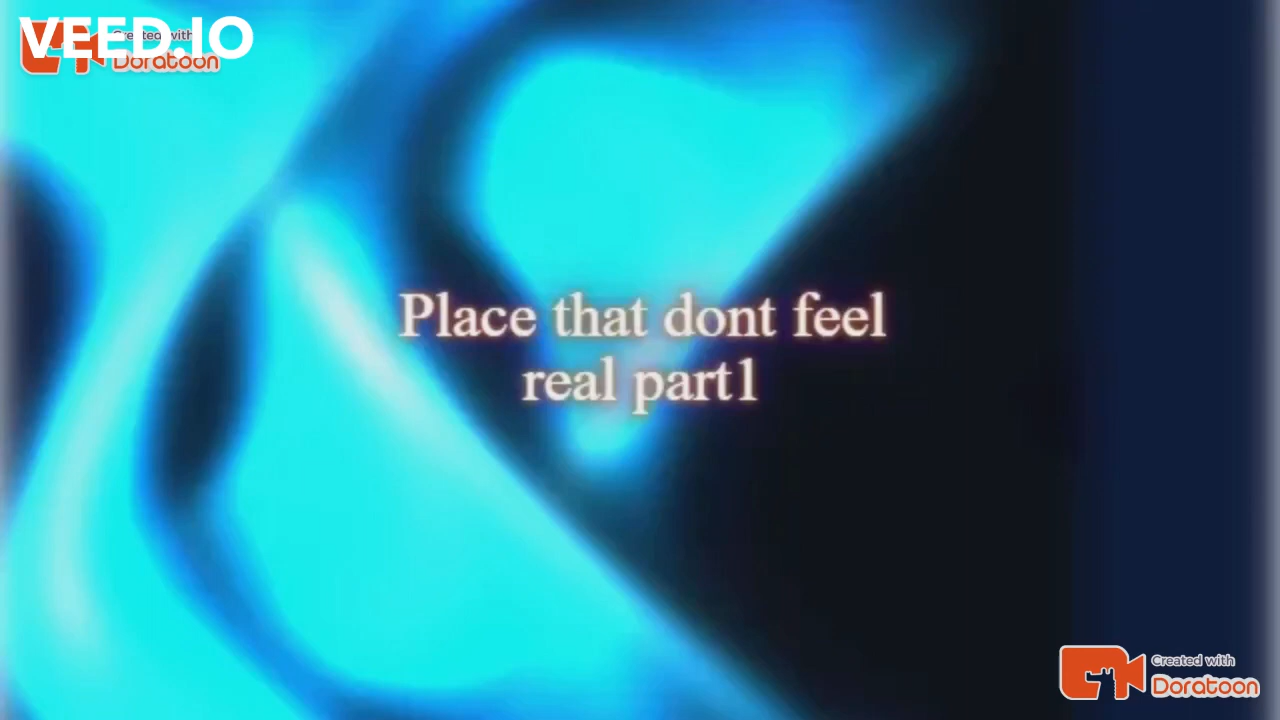 VEED.IO
Created with
Doratoon
Place that dont feel
real part1
Created with
Doratoon